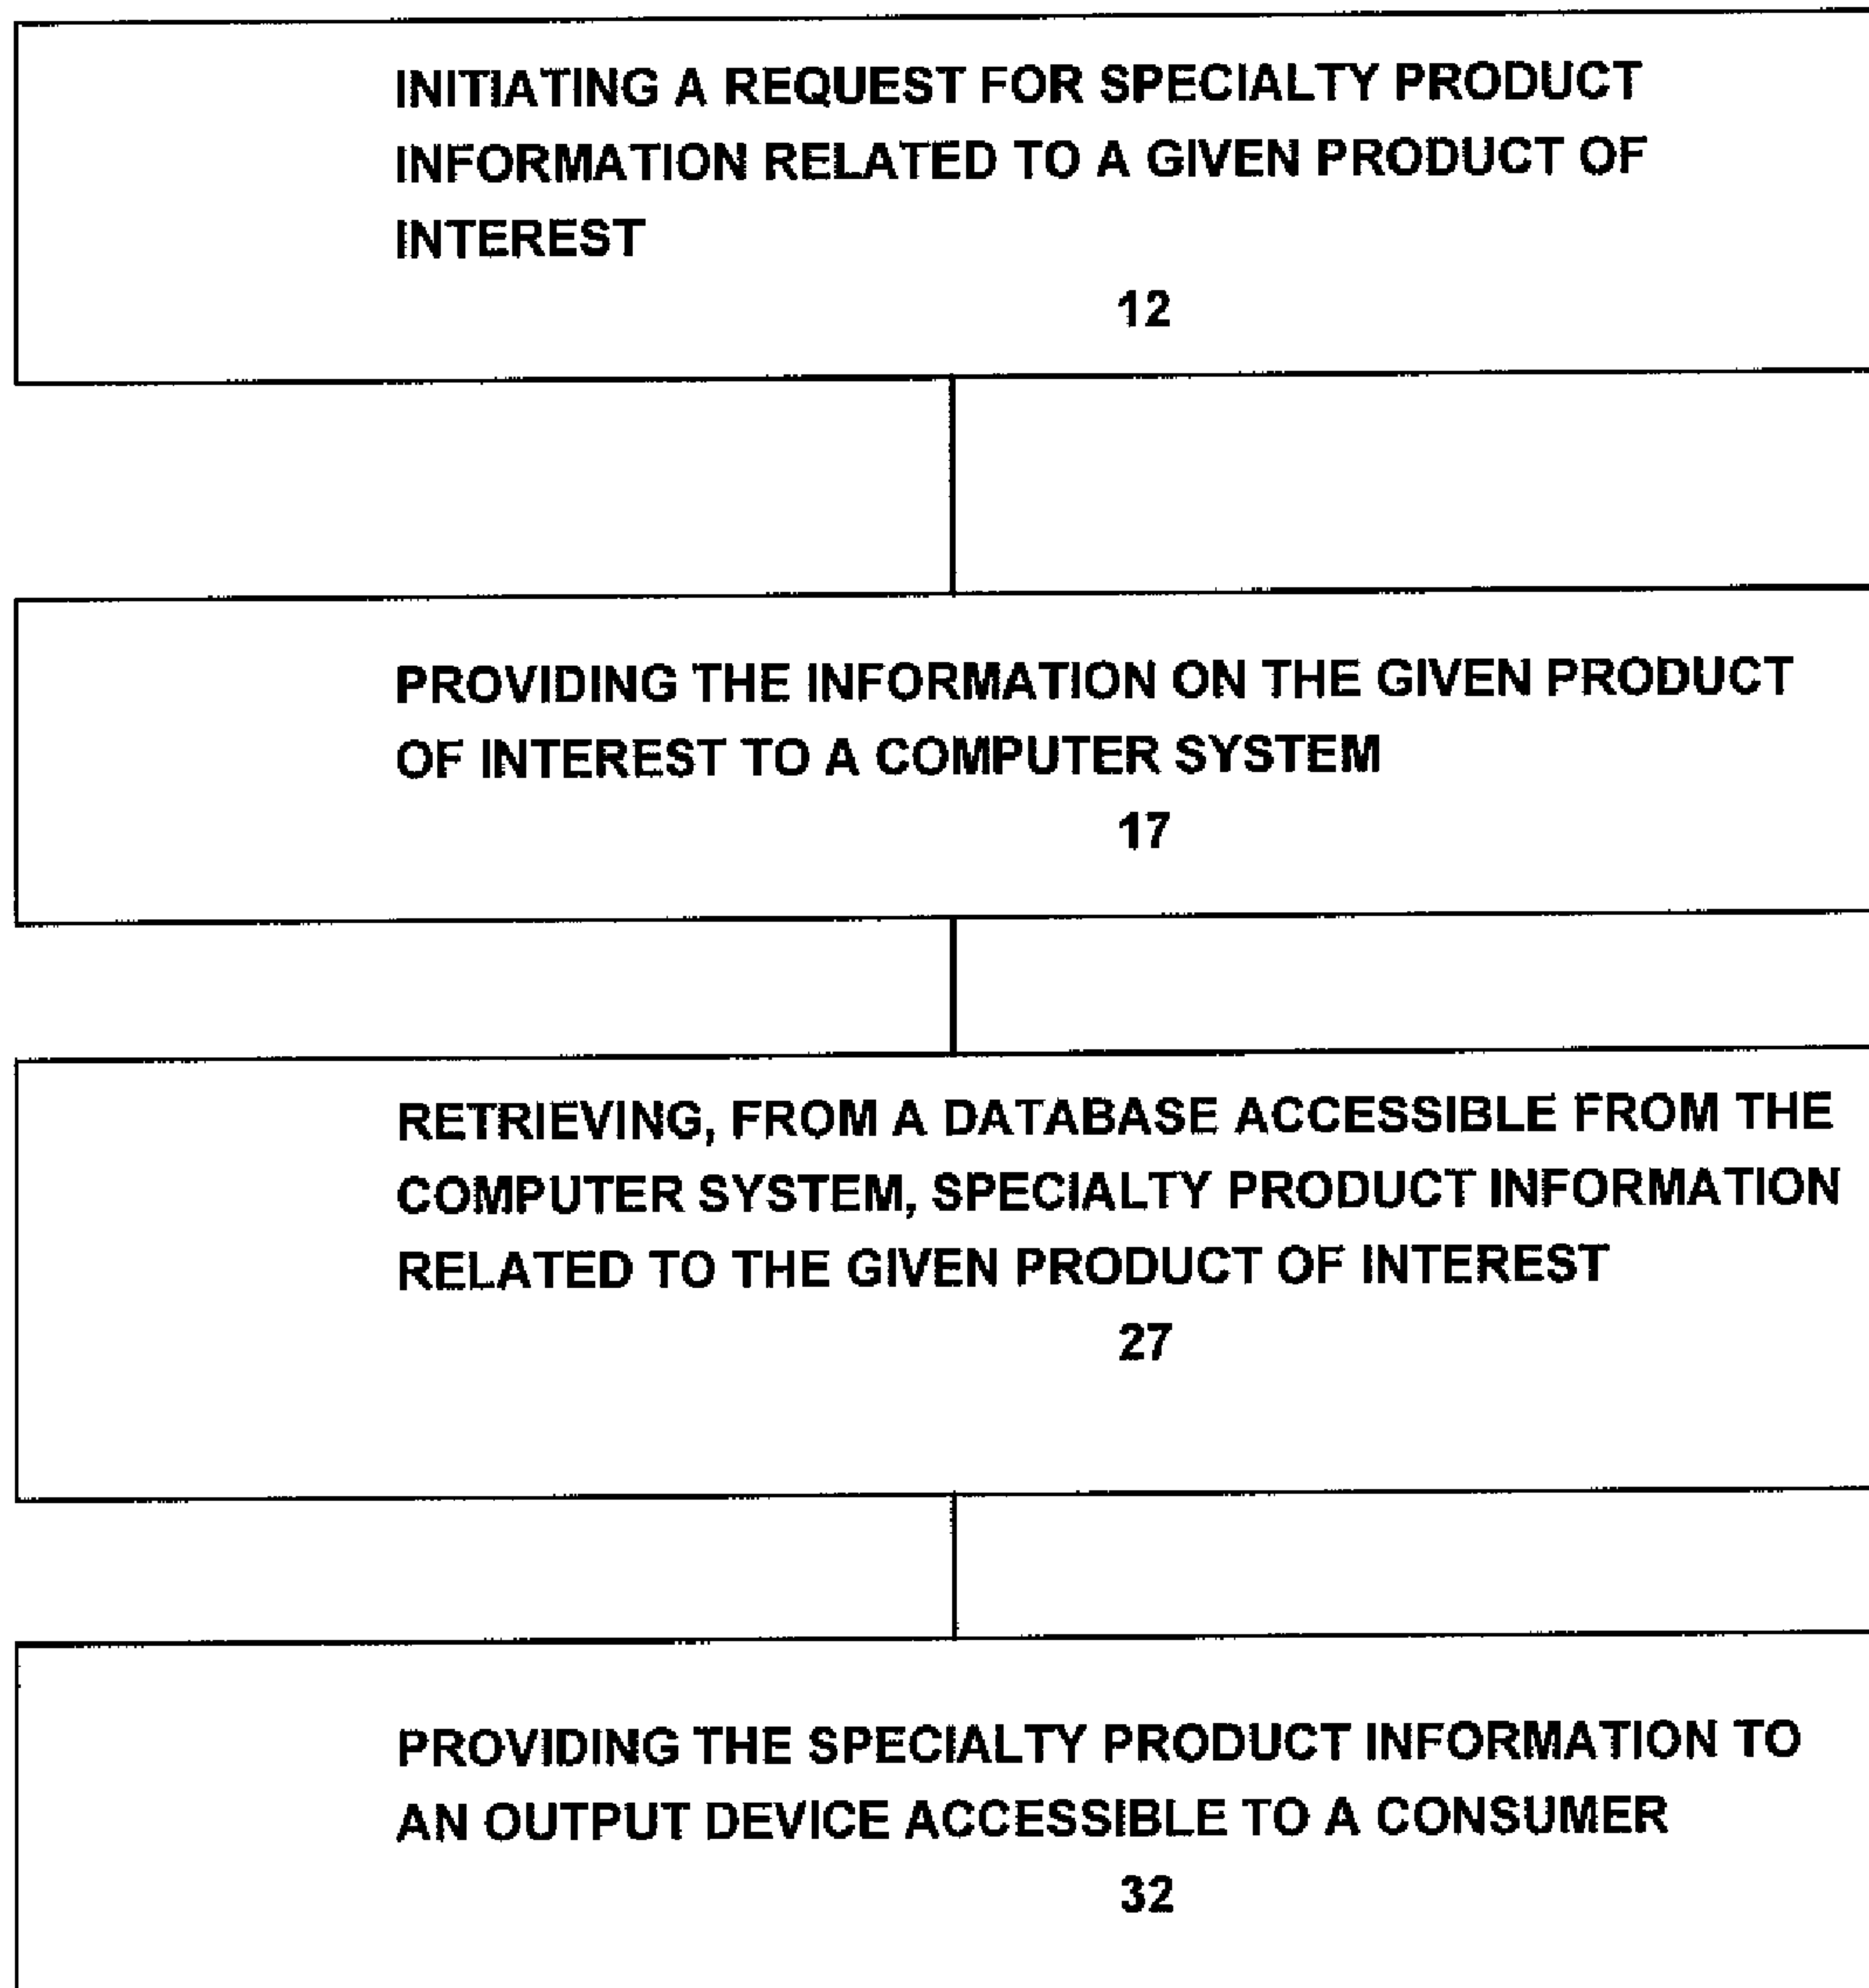 INITIATING A REQUEST FOR SPECIALTY PRODUCT
INFORMATION RELATED TO A GIVEN PRODUCT OF
INTEREST
12
PROVIDING THE INFORMATION ON THE GIVEN PRODUCT
OF INTEREST TO A COMPUTER SYSTEM
17
RETRIEVING, FROM A DATABASE ACCESSIBLE FROM THE
COMPUTER SYSTEM, SPECIALTY PRODUCT INFORMATION
RELATED TO THE GIVEN PRODUCT OF INTEREST
27
PROVIDING THE SPECIALTY PRODUCT INFORMATION TO
AN OUTPUT DEVICE ACCESSIBLE TO A CONSUMER
32